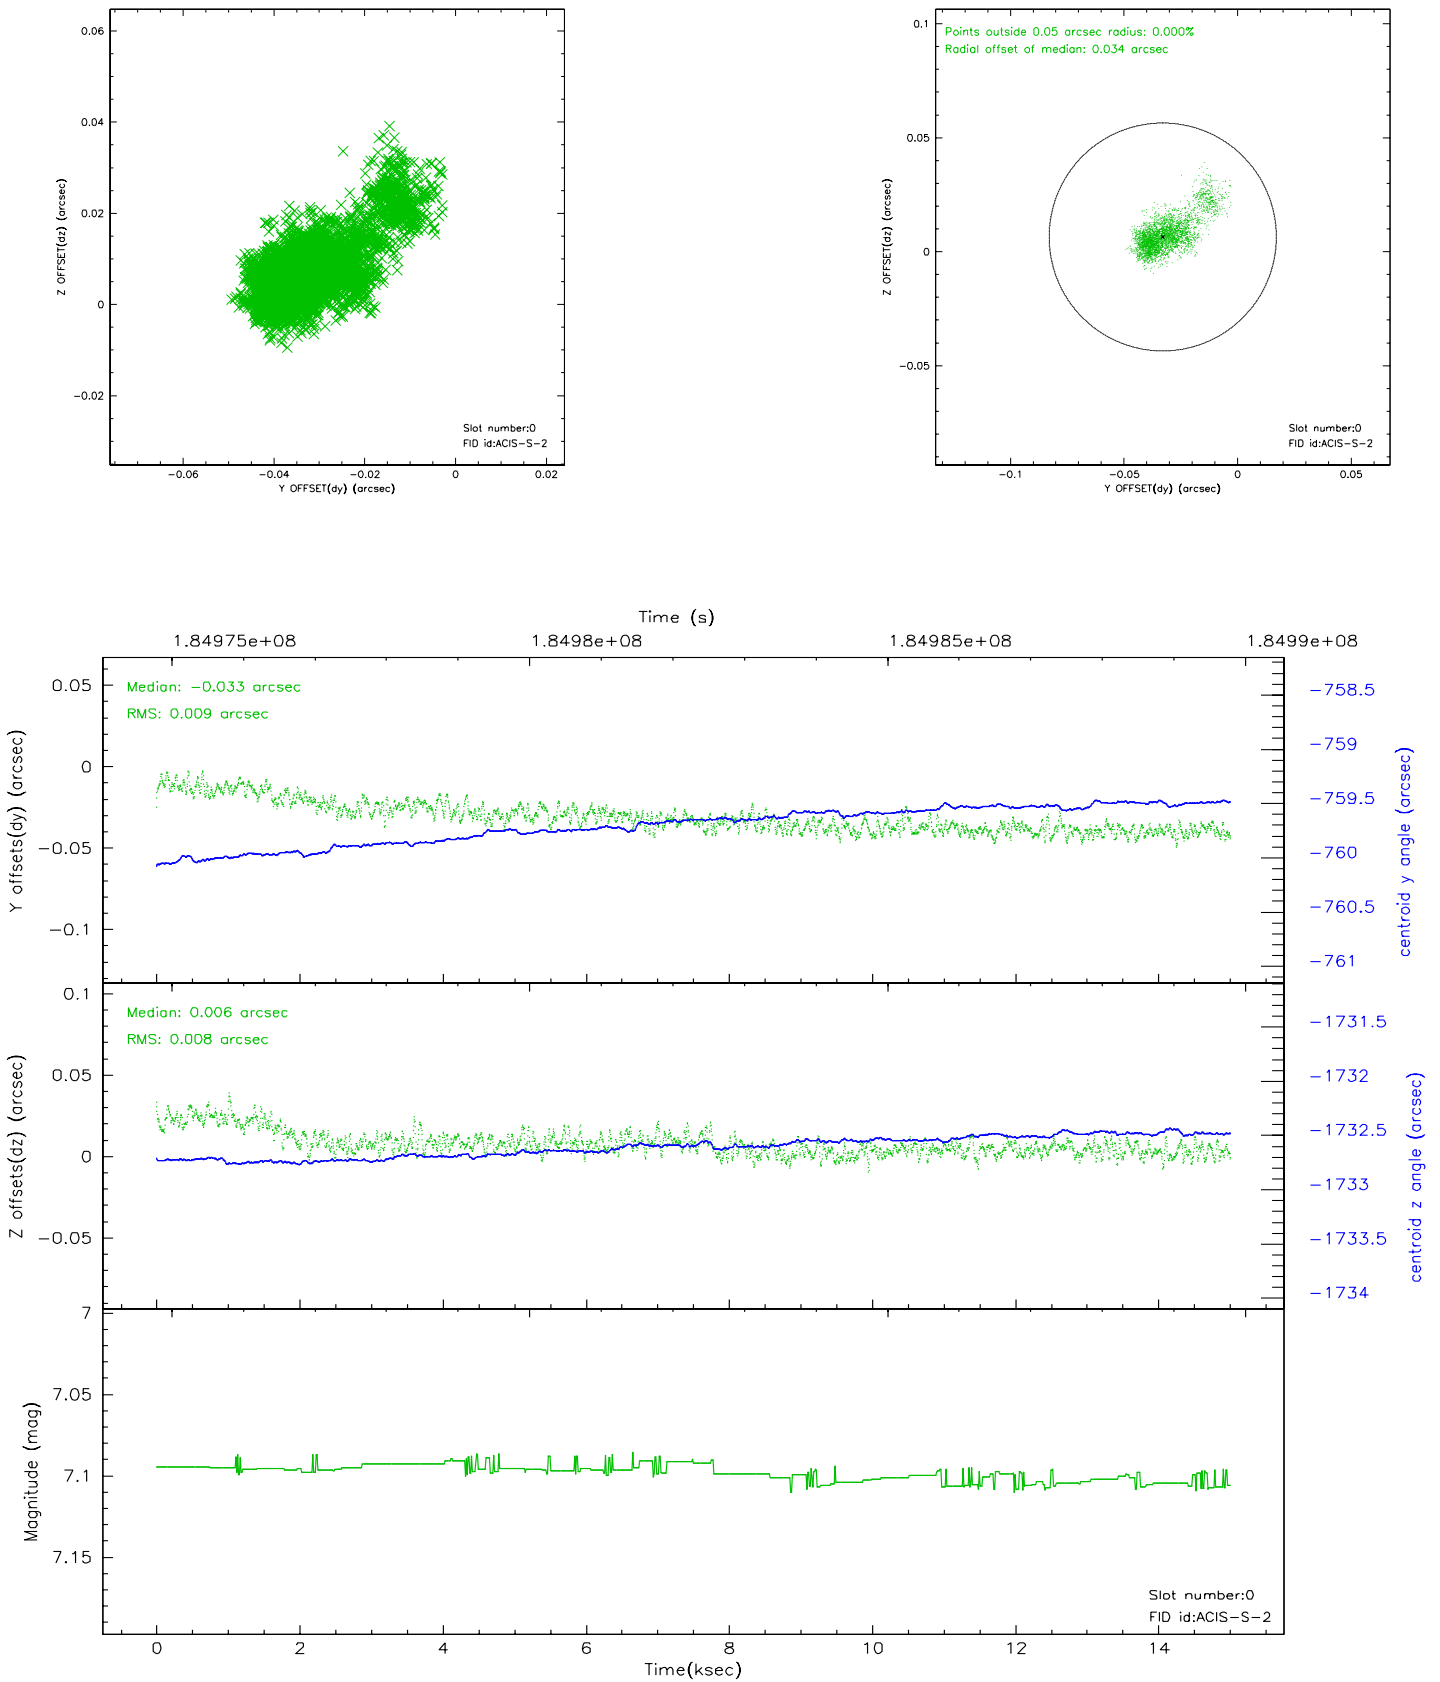 0.06
0.04
0.02
0
−0.02
Z OFFSET(dz) (arcsec)
Slot number:0
FID id:ACIS−S−2
−0.06 −0.04 −0.02 0 0.02
Y OFFSET(dy) (arcsec)
Points outside 0.05 arcsec radius: 0.000%
Radial offset of median: 0.034 arcsec
0.1
0.05
0
−0.05
Z OFFSET(dz) (arcsec)
Slot number:0
FID id:ACIS−S−2
−0.1 −0.05 0 0.05
Y OFFSET(dy) (arcsec)
Time (s)
1.84975e+08 1.8498e+08 1.84985e+08 1.8499e+08
Median: −0.033 arcsec
RMS: 0.009 arcsec
0.05
0
−0.05
−0.1
Y offsets(dy) (arcsec)
−758.5
−759
−759.5
−760
−760.5
−761
centroid y angle (arcsec)
Median: 0.006 arcsec
RMS: 0.008 arcsec
0.1
0.05
0
−0.05
Z offsets(dz) (arcsec)
−1731.5
−1732
−1732.5
−1733
−1733.5
−1734
centroid z angle (arcsec)
7
7.05
7.1
7.15
Magnitude (mag)
Slot number:0
FID id:ACIS−S−2
0 2 4 6 8 10 12 14
Time(ksec)